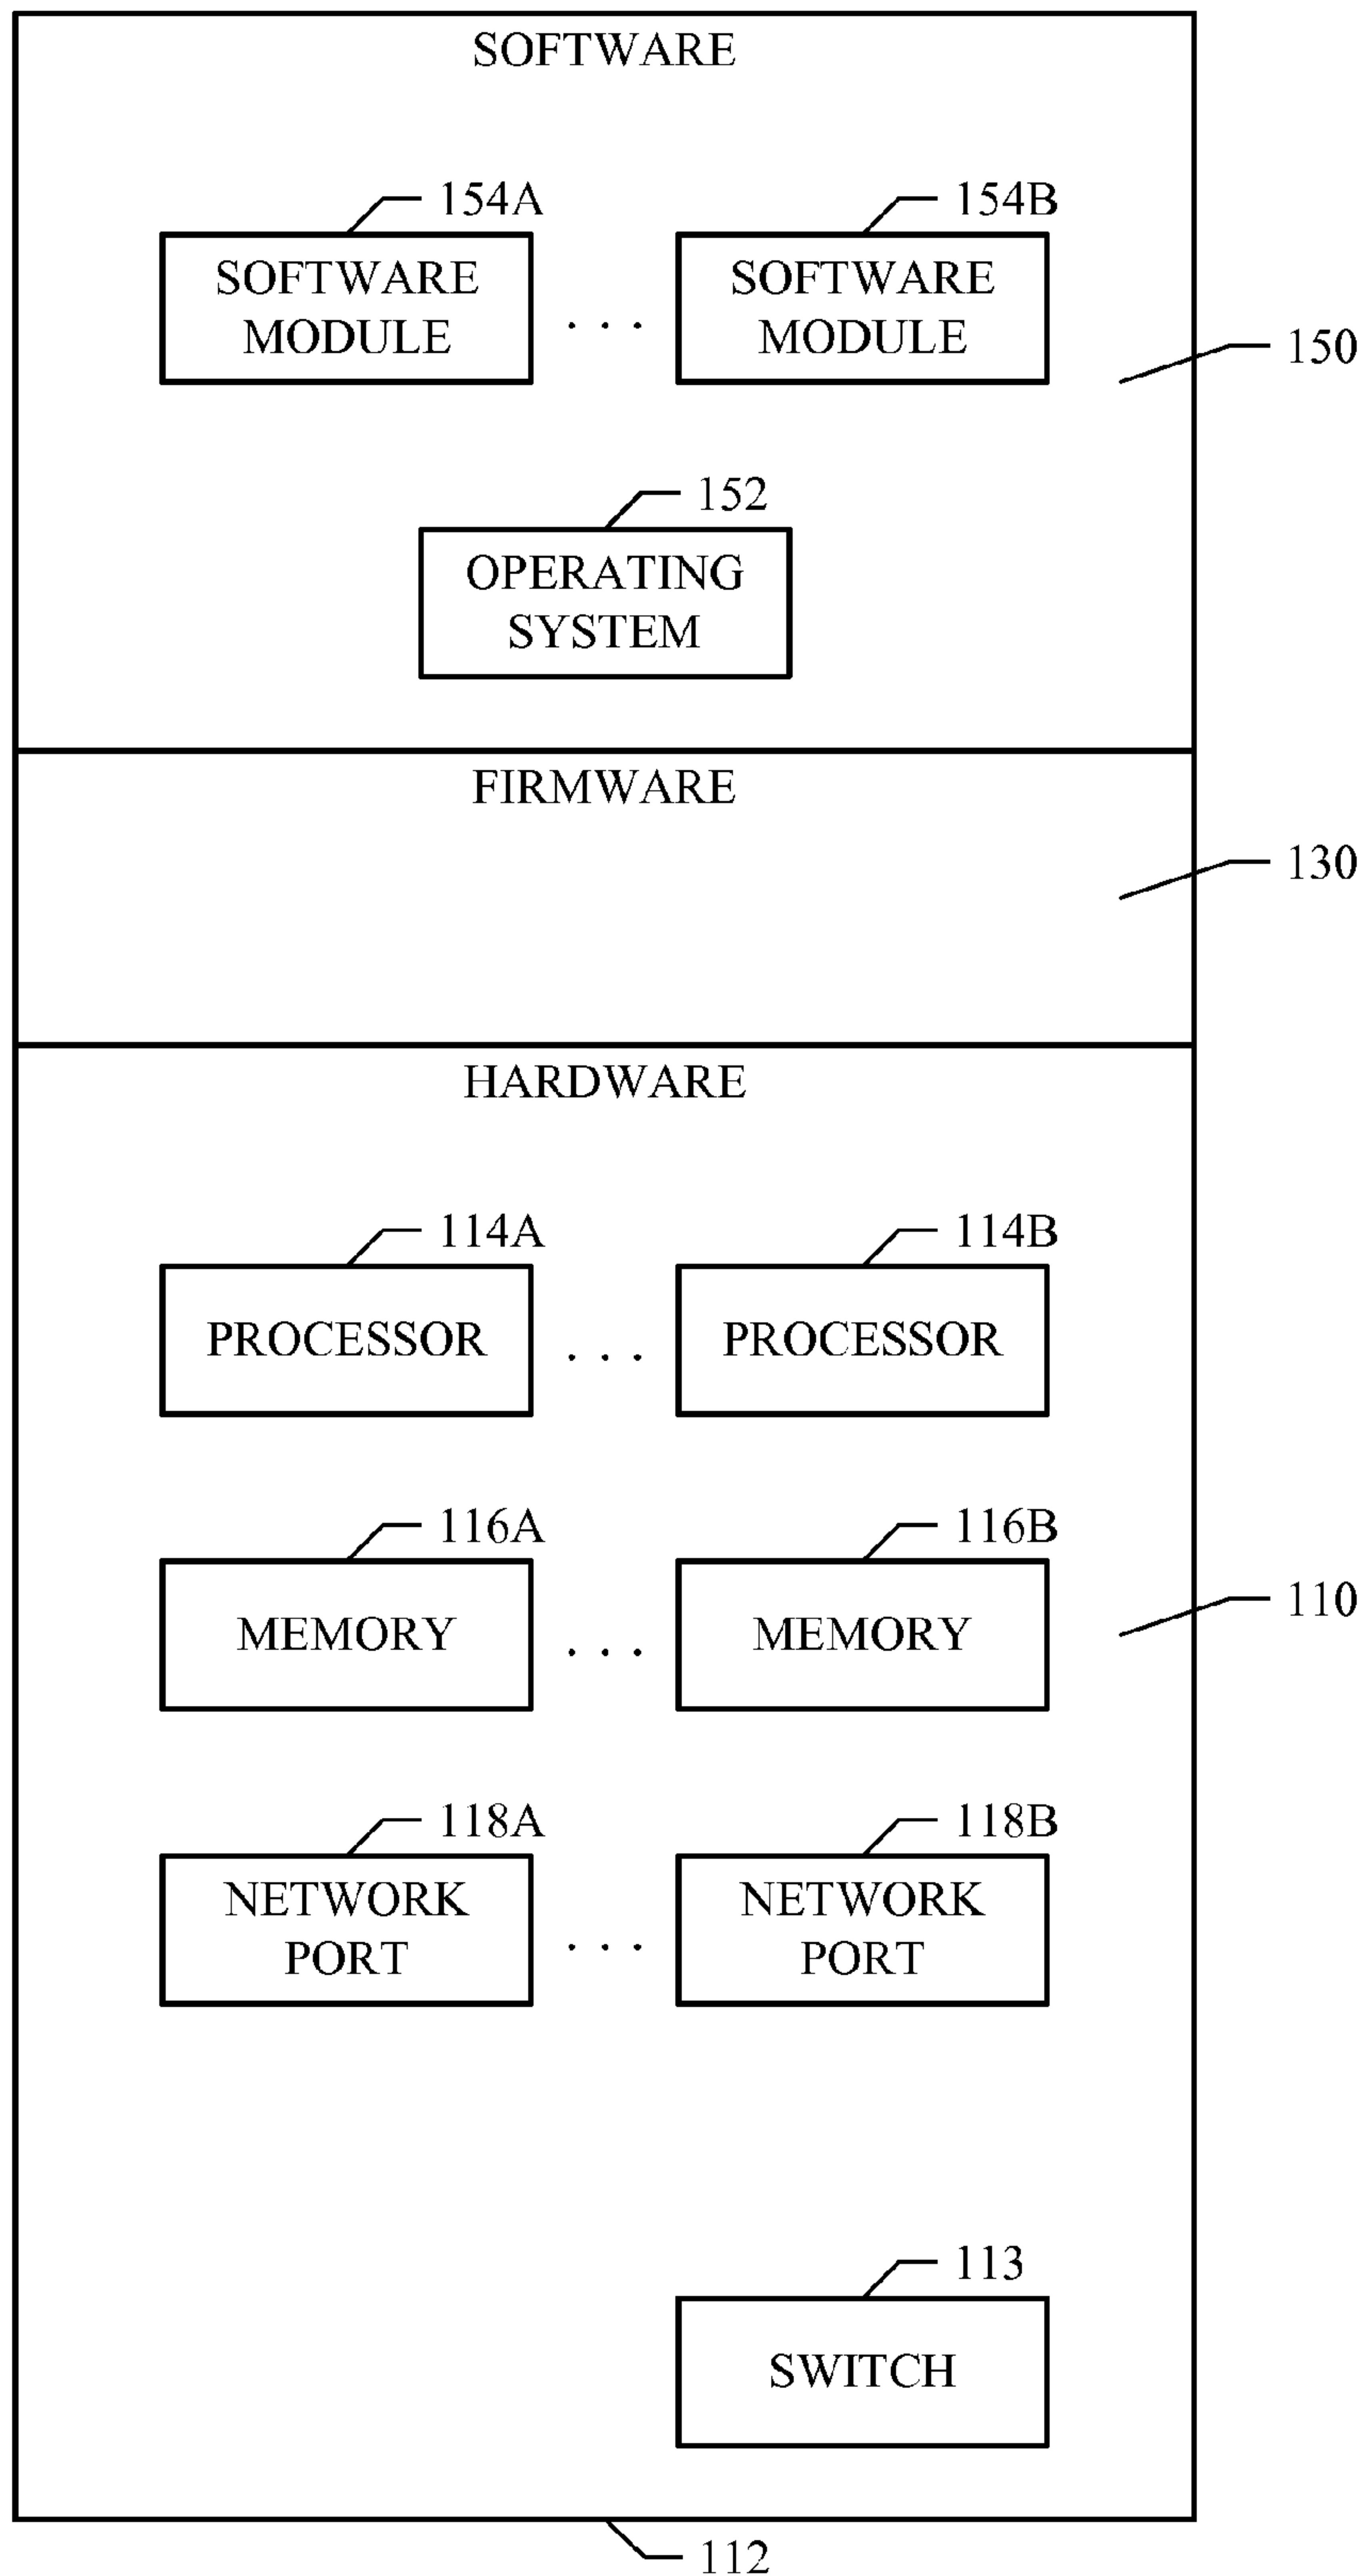 SOFTWARE
154A 154B
SOFTWARE MODULE . . . SOFTWARE MODULE
150
152
OPERATING
SYSTEM
FIRMWARE
130
HARDWARE
114A 114B
PROCESSOR . . . PROCESSOR
116A 116B
MEMORY . . . MEMORY
110
118A 118B
NETWORK PORT . . . NETWORK PORT
113
SWITCH
112